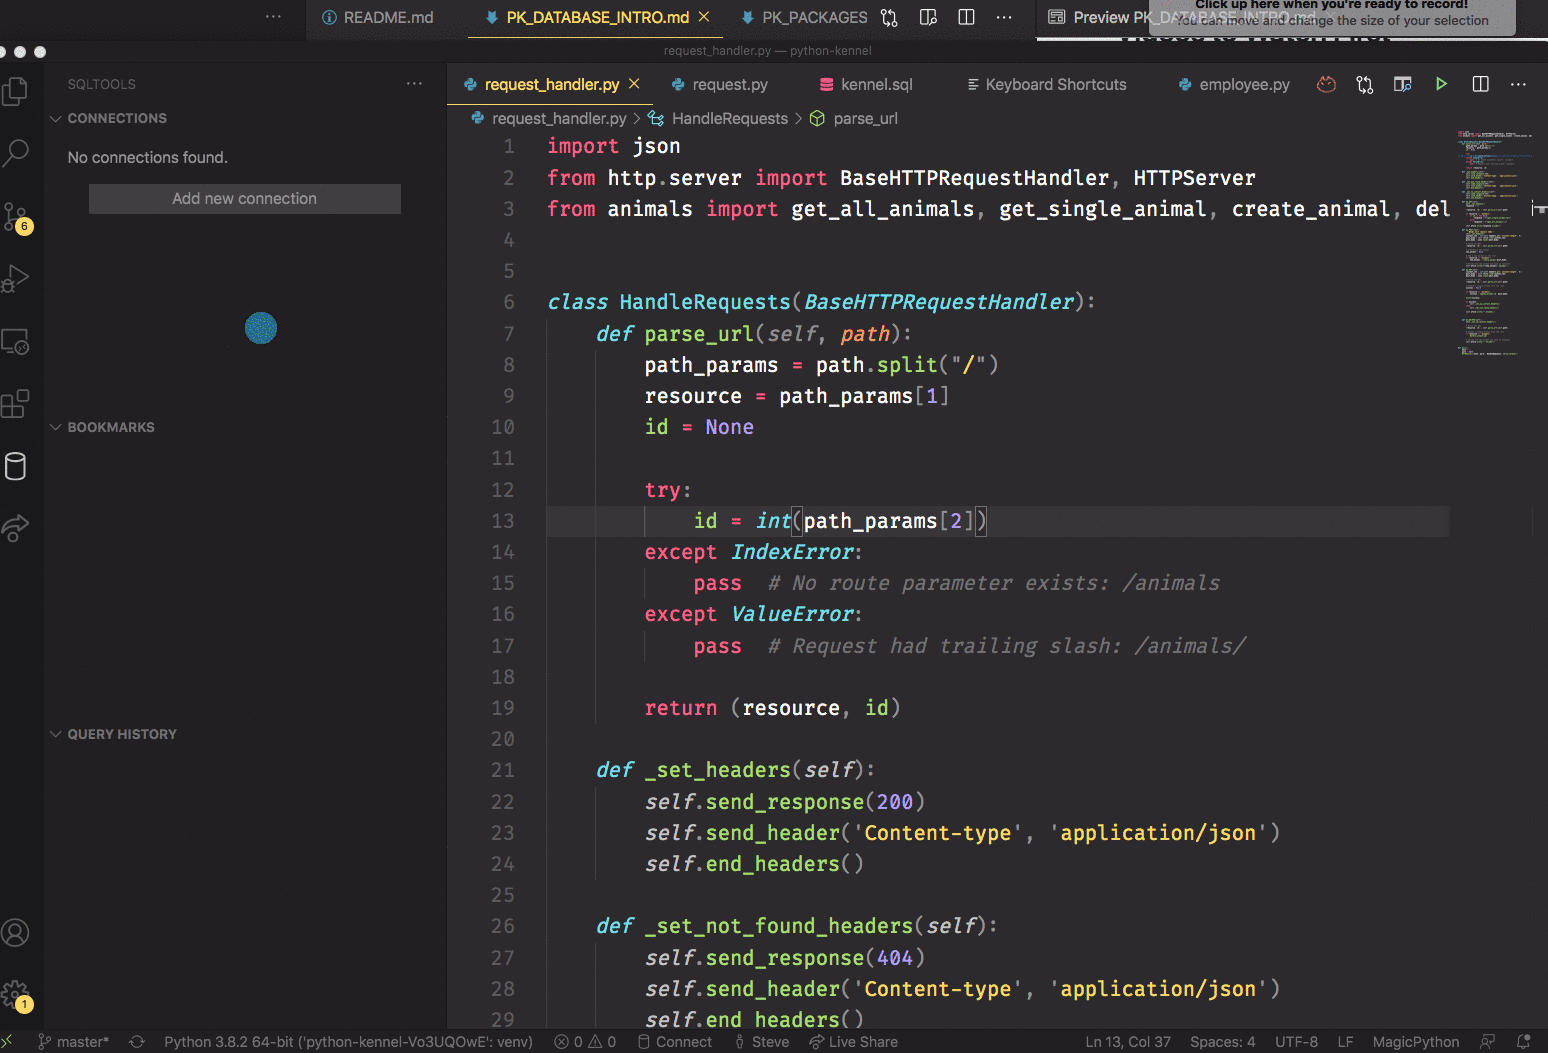 README.md
PK_DATABASE_INTRO.md
PK_PACKAGES
Preview PK_DATABASE_INTRO.md
Click up here when you're ready to record!
You can move and change the size of your selection
request_handler.py — python-kennel
SQLTOOLS
request_handler.py
request.py
kennel.sql
Keyboard Shortcuts
employee.py
CONNECTIONS
No connections found.
Add new connection
BOOKMARKS
QUERY HISTORY
request_handler.py > HandleRequests > parse_url
1 import json
2 from http.server import BaseHTTPRequestHandler, HTTPServer
3 from animals import get_all_animals, get_single_animal, create_animal, del
4
5
6 class HandleRequests(BaseHTTPRequestHandler):
7 def parse_url(self, path):
8 path_params = path.split("/")
9 resource = path_params[1]
10 id = None
11
12 try:
13 id = int(path_params[2])
14 except IndexError:
15 pass # No route parameter exists: /animals
16 except ValueError:
17 pass # Request had trailing slash: /animals/
18
19 return (resource, id)
20
21 def _set_headers(self):
22 self.send_response(200)
23 self.send_header('Content-type', 'application/json')
24 self.end_headers()
25
26 def _set_not_found_headers(self):
27 self.send_response(404)
28 self.send_header('Content-type', 'application/json')
29 self.end_headers()
6
1
master* Python 3.8.2 64-bit ('python-kennel-Vo3UQOwE': venv) 0 0 Connect Steve Live Share Ln 13, Col 37 Spaces: 4 UTF-8 LF MagicPython